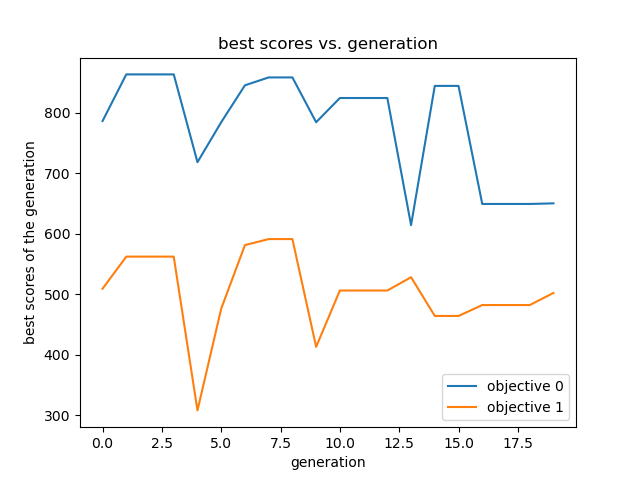 best scores vs. generation
best scores of the generation
800
700
600
500
400
300
0.0 2.5 5.0 7.5 10.0 12.5 15.0 17.5
generation
objective 0
objective 1